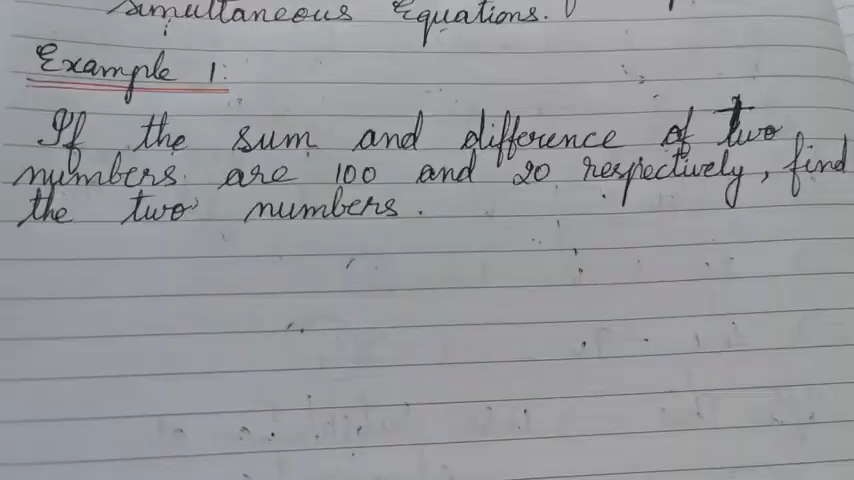 Simultaneous Equations.
Example 1:
If the sum and difference of two
numbers are 100 and 20 respectively, find
the two numbers.